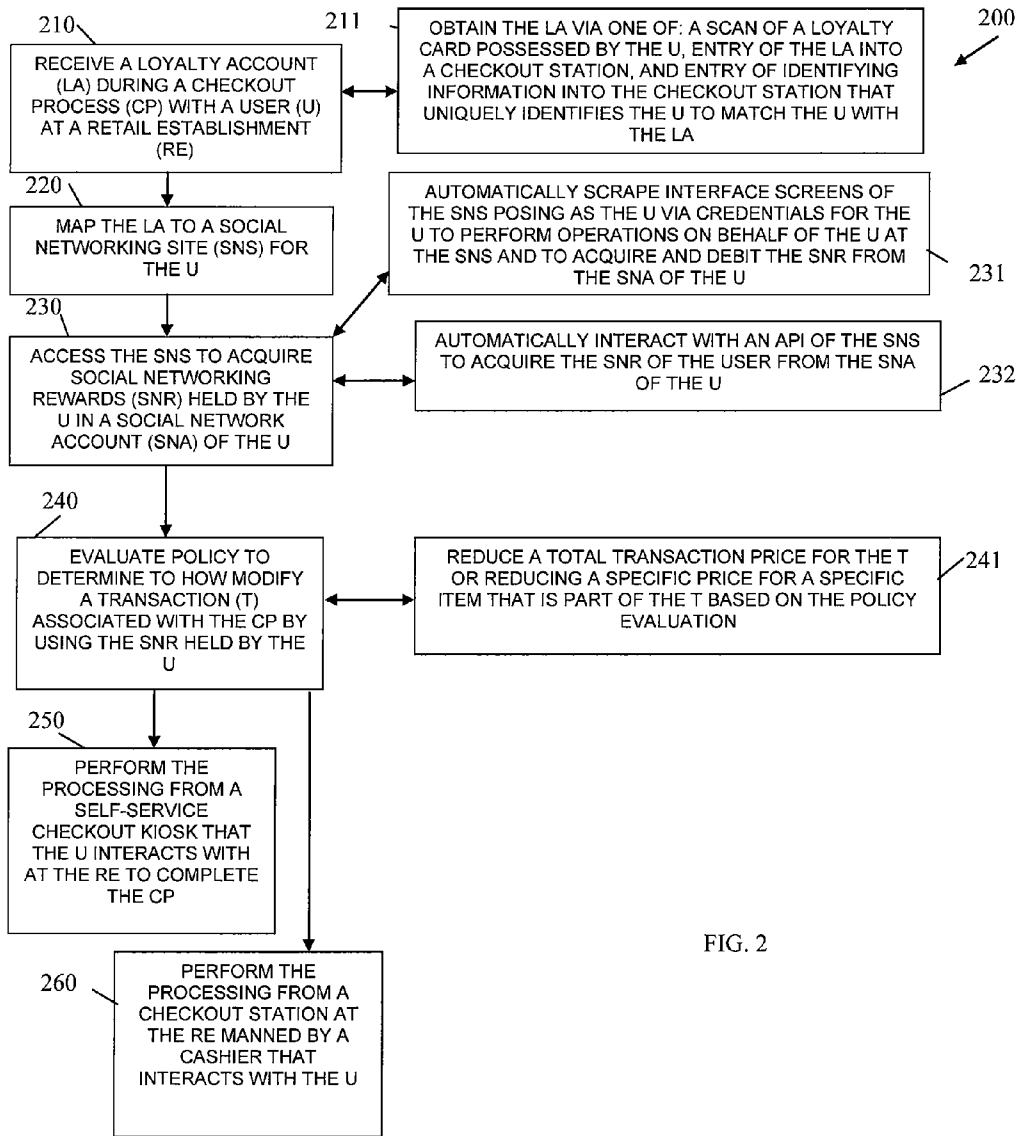 210
RECEIVE A LOYALTY ACCOUNT
(LA) DURING A CHECKOUT
PROCESS (CP) WITH A USER (U)
AT A RETAIL ESTABLISHMENT
(RE)
211
OBTAIN THE LA VIA ONE OF: A SCAN OF A LOYALTY
CARD POSSESSED BY THE U, ENTRY OF THE LA INTO
A CHECKOUT STATION, AND ENTRY OF IDENTIFYING
INFORMATION INTO THE CHECKOUT STATION THAT
UNIQUELY IDENTIFIES THE U TO MATCH THE U WITH
THE LA
200
220
MAP THE LA TO A SOCIAL
NETWORKING SITE (SNS) FOR
THE U
AUTOMATICALLY SCRAPE INTERFACE SCREENS OF
THE SNS POSING AS THE U VIA CREDENTIALS FOR THE
U TO PERFORM OPERATIONS ON BEHALF OF THE U AT
THE SNS AND TO ACQUIRE AND DEBIT THE SNR FROM
THE SNA OF THE U
231
230
ACCESS THE SNS TO ACQUIRE
SOCIAL NETWORKING
REWARDS (SNR) HELD BY THE
U IN A SOCIAL NETWORK
ACCOUNT (SNA) OF THE U
AUTOMATICALLY INTERACT WITH AN API OF THE SNS
TO ACQUIRE THE SNR OF THE USER FROM THE SNA
OF THE U
232
240
EVALUATE POLICY TO
DETERMINE TO HOW MODIFY
A TRANSACTION (T)
ASSOCIATED WITH THE CP BY
USING THE SNR HELD BY THE
U
REDUCE A TOTAL TRANSACTION PRICE FOR THE T
OR REDUCING A SPECIFIC PRICE FOR A SPECIFIC
ITEM THAT IS PART OF THE T BASED ON THE POLICY
EVALUATION
241
250
PERFORM THE
PROCESSING FROM A
SELF-SERVICE
CHECKOUT KIOSK THAT
THE U INTERACTS WITH
AT THE RE TO COMPLETE
THE CP
FIG. 2
260
PERFORM THE
PROCESSING FROM A
CHECKOUT STATION AT
THE RE MANNED BY A
CASHIER THAT
INTERACTS WITH THE U